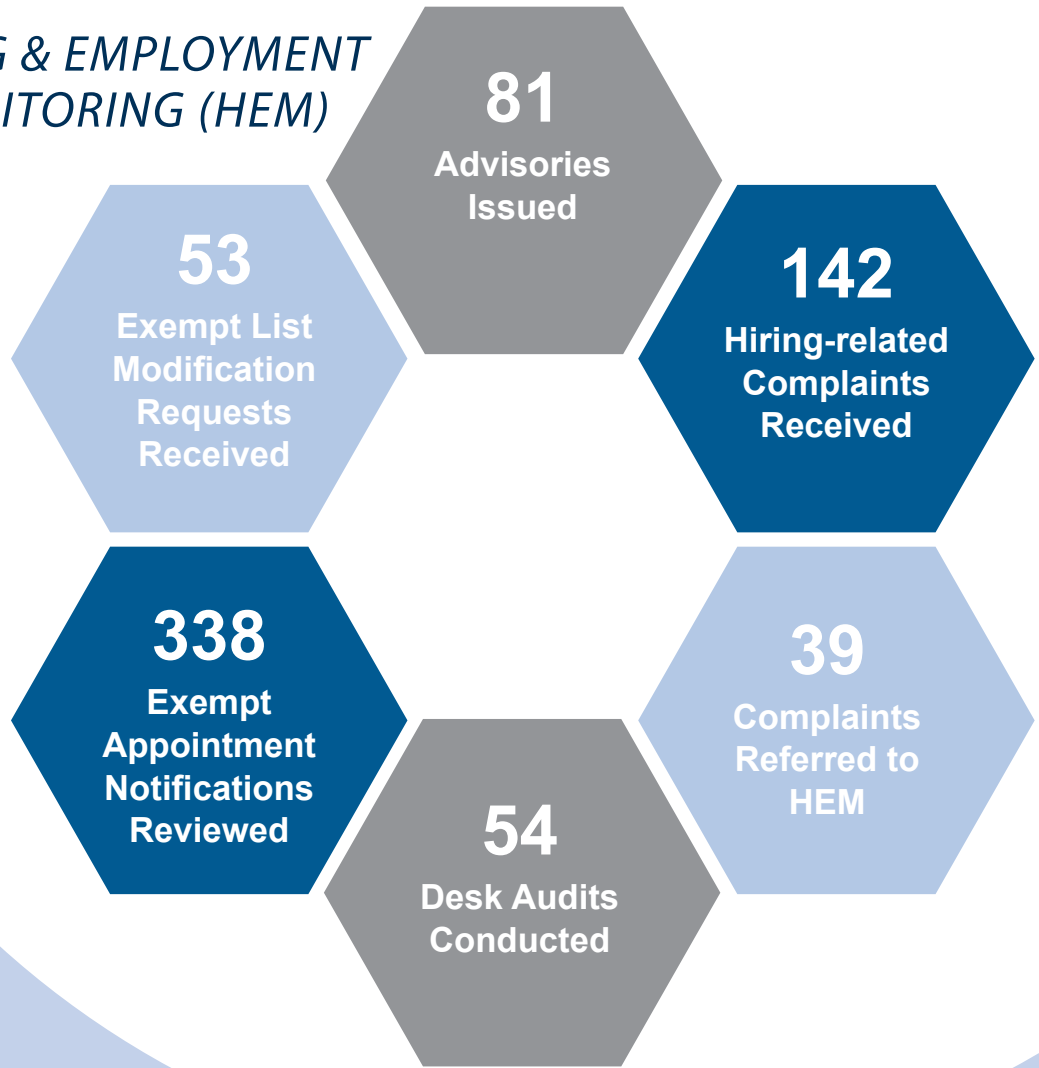 G & EMPLOYMENT
ITORING (HEM)
81
Advisories
Issued
53
Exempt List
Modification
Requests
Received
142
Hiring-related
Complaints
Received
338
Exempt
Appointment
Notifications
Reviewed
39
Complaints
Referred to
HEM
54
Desk Audits
Conducted